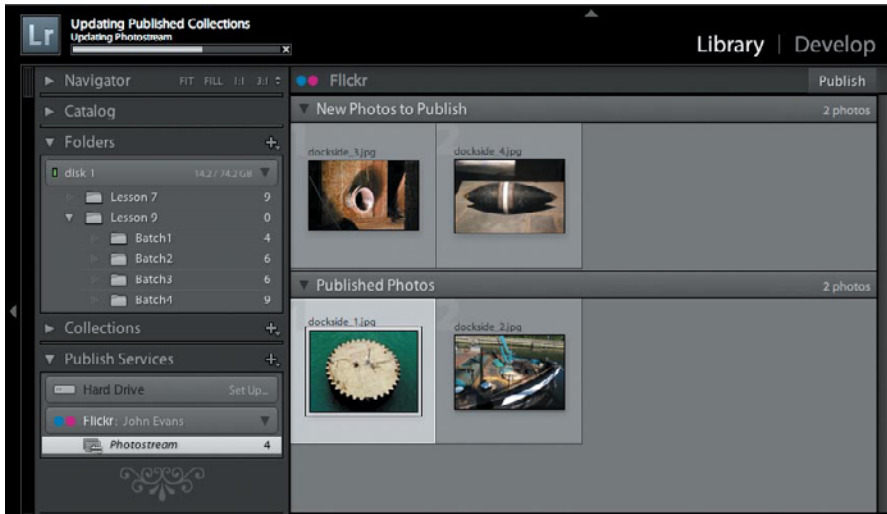 Lr
Updating Published Collections
Updating Photostream
Library | Develop
Navigator FIT FILL 1:1 3:1
Flickr Publish
Catalog
New Photos to Publish 2 photos
Folders
disk 1 14.2 / 74.2 GB
dockside_3.jpg dockside_4.jpg
Lesson 7 9
Lesson 9 0
Batch1 4
Batch2 6
Batch3 6
Published Photos 2 photos
Batch4 9
Collections
dockside_1.jpg dockside_2.jpg
Publish Services
Hard Drive Set Up...
Flickr: John Evans
Photostream 4